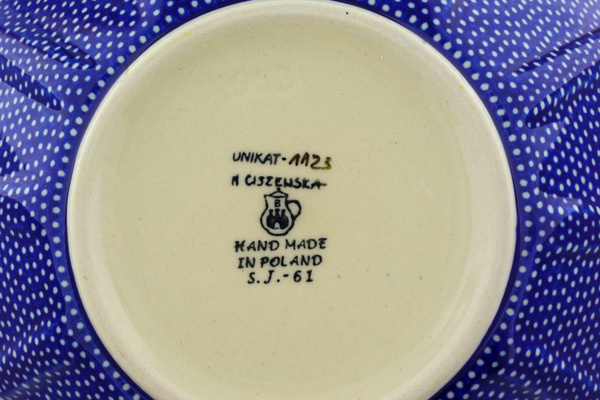 UNIKAT-1123
M CISZEWSKA
B
HAND MADE
IN POLAND
S.J.-61